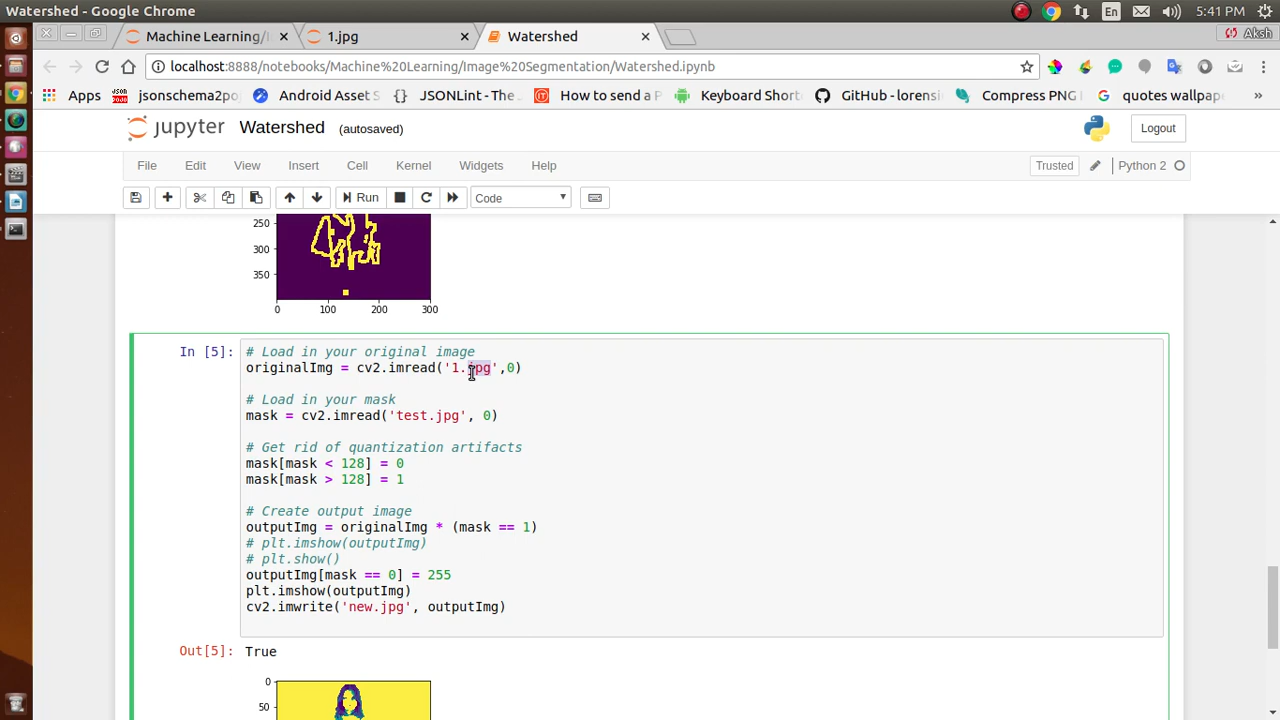 Watershed - Google Chrome
En
5:41 PM
Machine Learning/
1.jpg
Watershed
Aksh
localhost:8888/notebooks/Machine%20Learning/Image%20Segmentation/Watershed.ipynb
Apps
jsonschema2po
Android Asset S
JSONLint - The
How to send a P
Keyboard Short
GitHub - lorensi
Compress PNG I
quotes wallpape
»
jupyter
Watershed
(autosaved)
Logout
File
Edit
View
Insert
Cell
Kernel
Widgets
Help
Trusted
Python 2
Run
Code
250
300
350
0
100
200
300
In [5]:
# Load in your original image
originalImg = cv2.imread('1.jpg',0)
# Load in your mask
mask = cv2.imread('test.jpg', 0)
# Get rid of quantization artifacts
mask[mask < 128] = 0
mask[mask > 128] = 1
# Create output image
outputImg = originalImg * (mask == 1)
# plt.imshow(outputImg)
# plt.show()
outputImg[mask == 0] = 255
plt.imshow(outputImg)
cv2.imwrite('new.jpg', outputImg)
Out[5]:
True
0
50